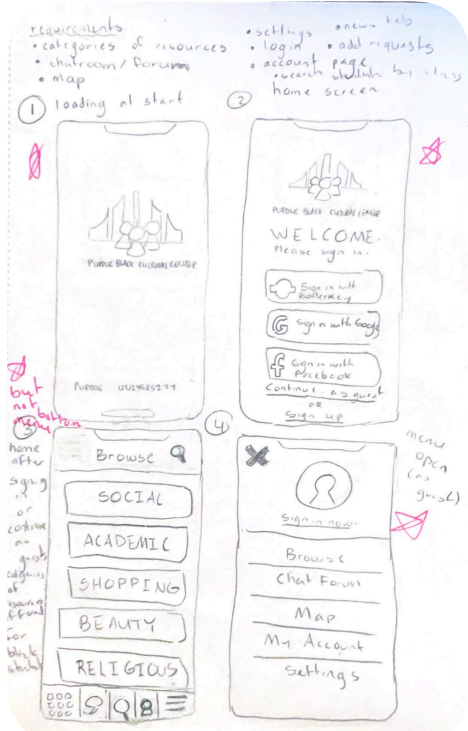 requirements
• categories of resources
• chatroom/forum
• map
• settings • news tab
• login • add requests
• account page
• search students by class
home screen
① loading at start
PURDUE BLACK CULTURAL CENTER
PURDUE UNIVERSITY
②
PURDUE BLACK CULTURAL CENTER
WELCOME.
Please sign in.
Sign in with
Boilerkey
G Sign in with Google
f Sign in with
Facebook
Continue as guest
OR
Sign up
but
not bottom
menu
③
home
after
signing
in
or
continue
as
guests
categories
of
resources
offered
for
black
students
Browse
SOCIAL
ACADEMIC
SHOPPING
BEAUTY
RELIGIOUS
④
menu
open
(as
guest)
Sign in now
Browse
Chat Forum
Map
My Account
Settings